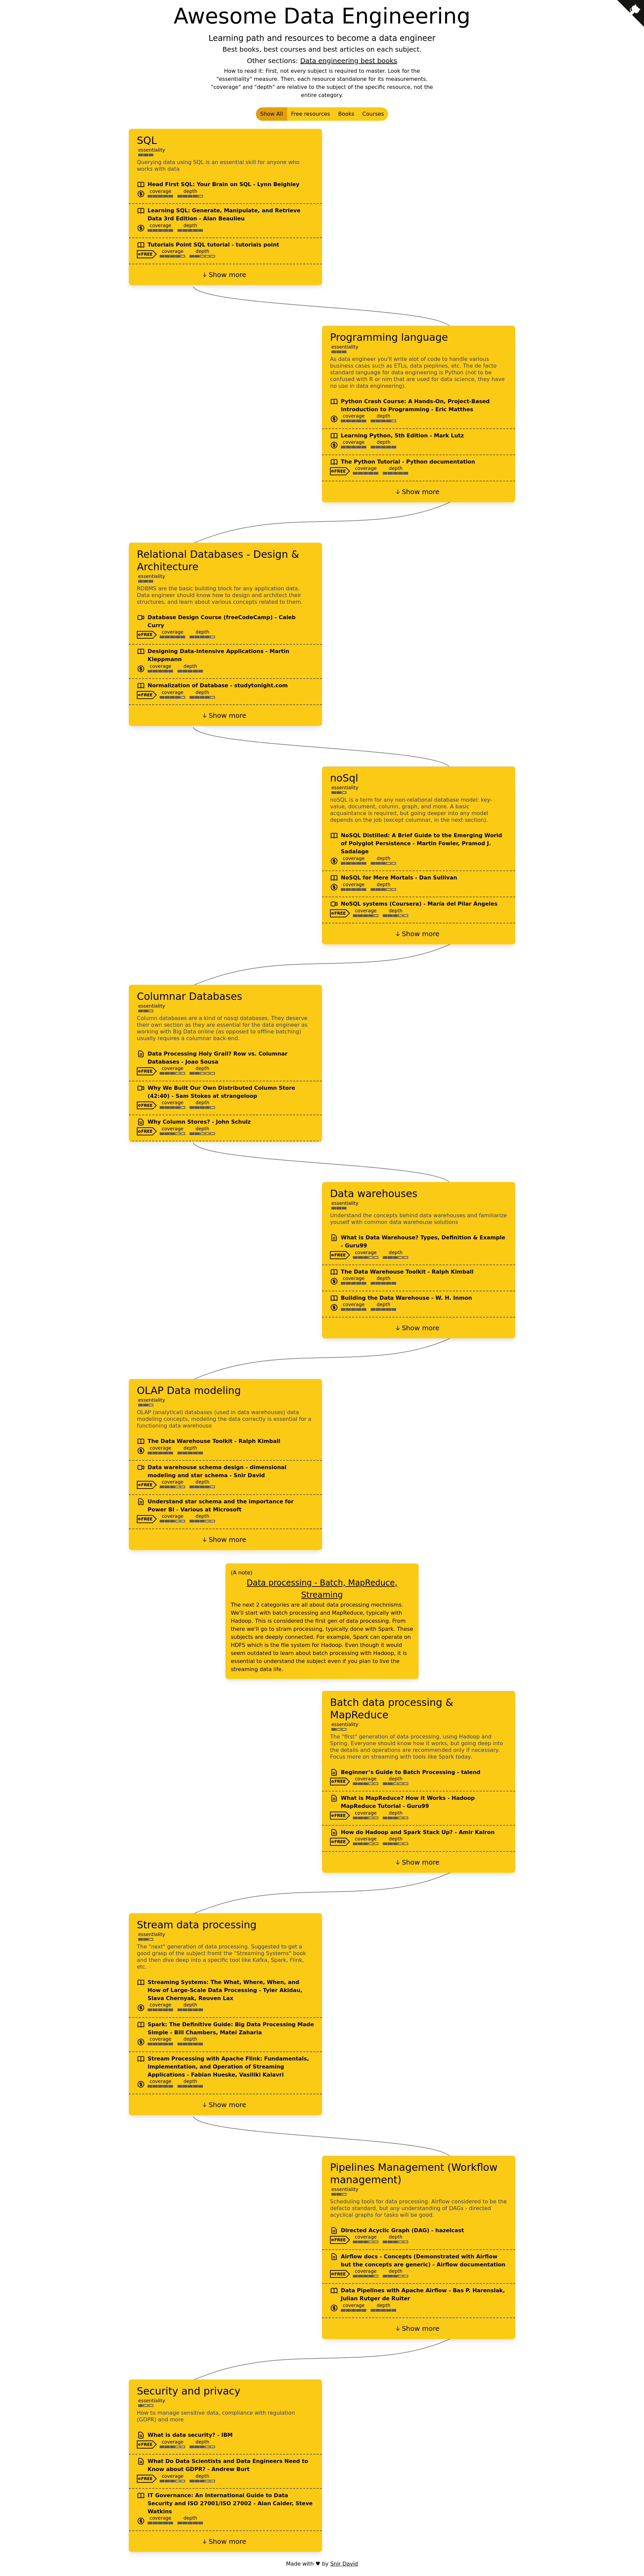 Awesome Data Engineering
Learning path and resources to become a data engineer
Best books, best courses and best articles on each subject.
Other sections: Data engineering best books
How to read it: First, not every subject is required to master. Look for the
"essentiality" measure. Then, each resource standalone for its measurements.
"coverage" and "depth" are relative to the subject of the specific resource, not the
entire category.
Show All Free resources Books Courses
SQL
essentiality
Querying data using SQL is an essential skill for anyone who
works with data
Head First SQL: Your Brain on SQL - Lynn Beighley
coverage depth
Learning SQL: Generate, Manipulate, and Retrieve
Data 3rd Edition - Alan Beaulieu
coverage depth
Tutorials Point SQL tutorial - tutorials point
FREE coverage depth
↓ Show more
Programming language
essentiality
As data engineer you'll write alot of code to handle various
business cases such as ETLs, data pieplines, etc. The de facto
standard language for data engineering is Python (not to be
confused with R or nim that are used for data science, they have
no use in data engineering).
Python Crash Course: A Hands-On, Project-Based
Introduction to Programming - Eric Matthes
coverage depth
Learning Python, 5th Edition - Mark Lutz
coverage depth
The Python Tutorial - Python documentation
FREE coverage depth
↓ Show more
Relational Databases - Design &
Architecture
essentiality
RDBMS are the basic building block for any application data.
Data engineer should know how to design and architect their
structures, and learn about various concepts related to them.
Database Design Course (freeCodeCamp) - Caleb
Curry
FREE coverage depth
Designing Data-Intensive Applications - Martin
Kleppmann
coverage depth
Normalization of Database - studytonight.com
FREE coverage depth
↓ Show more
noSql
essentiality
noSQL is a term for any non-relational database model: key-
value, document, column, graph, and more. A basic
acquaintance is required, but going deeper into any model
depends on the job (except columnar, in the next section).
NoSQL Distilled: A Brief Guide to the Emerging World
of Polyglot Persistence - Martin Fowler, Pramod J.
Sadalage
coverage depth
NoSQL for Mere Mortals - Dan Sullivan
coverage depth
NoSQL systems (Coursera) - María del Pilar Ángeles
FREE coverage depth
↓ Show more
Columnar Databases
essentiality
Column databases are a kind of nosql databases. They deserve
their own section as they are essential for the data engineer as
working with Big Data online (as opposed to offline batching)
usually requires a columnar back-end.
Data Processing Holy Grail? Row vs. Columnar
Databases - Joao Sousa
FREE coverage depth
Why We Built Our Own Distributed Column Store
(42:40) - Sam Stokes at strangeloop
FREE coverage depth
Why Column Stores? - John Schulz
FREE coverage depth
Data warehouses
essentiality
Understand the concepts behind data warehouses and familiarize
youself with common data warehouse solutions
What is Data Warehouse? Types, Definition & Example
- Guru99
FREE coverage depth
The Data Warehouse Toolkit - Ralph Kimball
coverage depth
Building the Data Warehouse - W. H. Inmon
coverage depth
↓ Show more
OLAP Data modeling
essentiality
OLAP (analytical) databases (used in data warehouses) data
modeling concepts, modeling the data correctly is essential for a
functioning data warehouse
The Data Warehouse Toolkit - Ralph Kimball
coverage depth
Data warehouse schema design - dimensional
modeling and star schema - Snir David
FREE coverage depth
Understand star schema and the importance for
Power BI - Various at Microsoft
FREE coverage depth
↓ Show more
(A note)
Data processing - Batch, MapReduce,
Streaming
The next 2 categories are all about data processing mechnisms.
We'll start with batch processing and MapReduce, typically with
Hadoop. This is considered the first gen of data processing. From
there we'll go to stram processing, typically done with Spark. These
subjects are deeply connected. For example, Spark can operate on
HDFS which is the file system for Hadoop. Even though it would
seem outdated to learn about batch processing with Hadoop, it is
essential to understand the subject even if you plan to live the
streaming data life.
Batch data processing &
MapReduce
essentiality
The "first" generation of data processing, using Hadoop and
Spring. Everyone should know how it works, but going deep into
the details and operations are recommended only if necessary.
Focus more on streaming with tools like Spark today.
Beginner's Guide to Batch Processing - talend
FREE coverage depth
What is MapReduce? How it Works - Hadoop
MapReduce Tutorial - Guru99
FREE coverage depth
How do Hadoop and Spark Stack Up? - Amir Kalron
FREE coverage depth
↓ Show more
Stream data processing
essentiality
The "next" generation of data processing. Suggested to get a
good grasp of the subject fromt the "Streaming Systems" book
and then dive deep into a specific tool like Kafka, Spark, Flink,
etc.
Streaming Systems: The What, Where, When, and
How of Large-Scale Data Processing - Tyler Akidau,
Slava Chernyak, Reuven Lax
coverage depth
Spark: The Definitive Guide: Big Data Processing Made
Simple - Bill Chambers, Matei Zaharia
coverage depth
Stream Processing with Apache Flink: Fundamentals,
Implementation, and Operation of Streaming
Applications - Fabian Hueske, Vasiliki Kalavri
coverage depth
↓ Show more
Pipelines Management (Workflow
management)
essentiality
Scheduling tools for data processing. Airflow considered to be the
defacto standard, but any understanding of DAGs - directed
acyclical graphs for tasks will be good.
Directed Acyclic Graph (DAG) - hazelcast
FREE coverage depth
Airflow docs - Concepts (Demonstrated with Airflow
but the concepts are generic) - Airflow documentation
FREE coverage depth
Data Pipelines with Apache Airflow - Bas P. Harenslak,
Julian Rutger de Ruiter
coverage depth
↓ Show more
Security and privacy
essentiality
How to manage sensitive data, compliance with regulation
(GDPR) and more
What is data security? - IBM
FREE coverage depth
What Do Data Scientists and Data Engineers Need to
Know about GDPR? - Andrew Burt
FREE coverage depth
IT Governance: An International Guide to Data
Security and ISO 27001/ISO 27002 - Alan Calder, Steve
Watkins
coverage depth
↓ Show more
Made with ♥ by Snir David